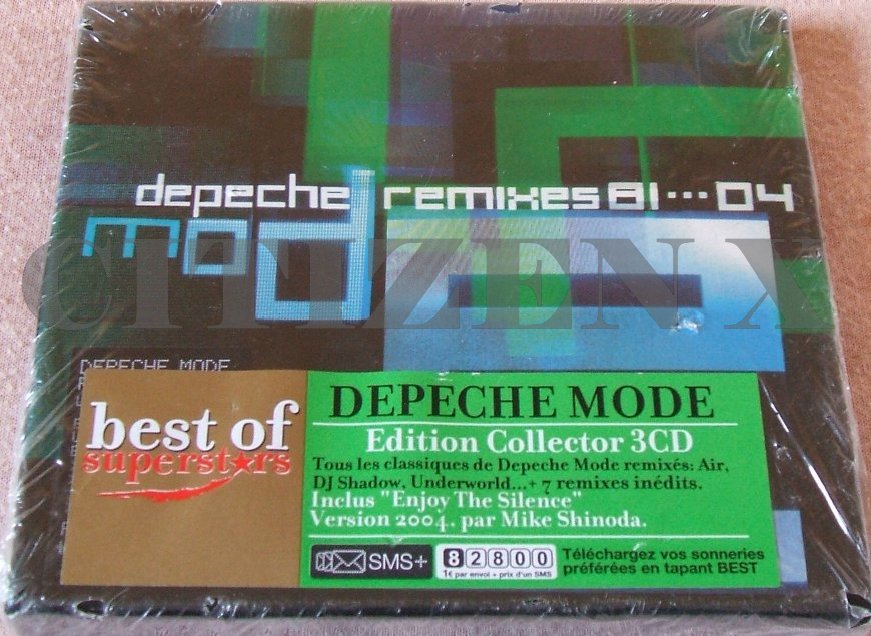 depeche remixes 81...04
mode
CITIZEN X
DEPECHE MODE
best of
superstars
DEPECHE MODE
Edition Collector 3CD
Tous les classiques de Depeche Mode remixés: Air,
DJ Shadow, Underworld...+ 7 remixes inédits.
Inclus "Enjoy The Silence"
Version 2004. par Mike Shinoda.
SMS+
82800
1€ par envoi + prix d'un SMS
Téléchargez vos sonneries
préférées en tapant BEST